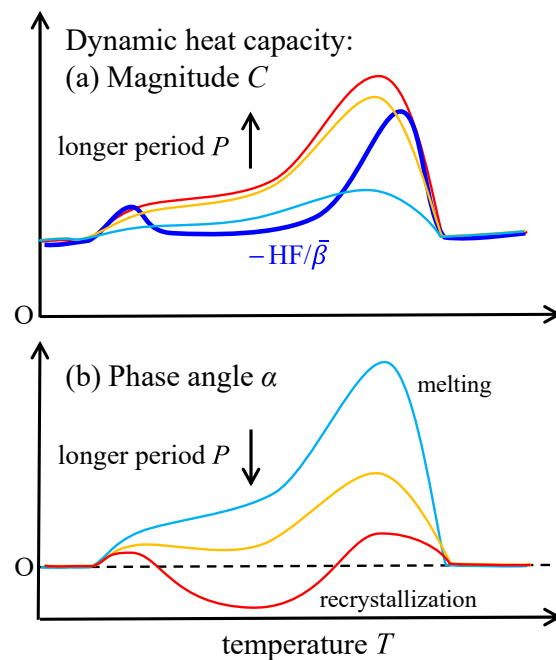 Dynamic heat capacity:
(a) Magnitude C
longer period P
−HF/β̄
O
(b) Phase angle α
melting
longer period P
O
recrystallization
temperature T